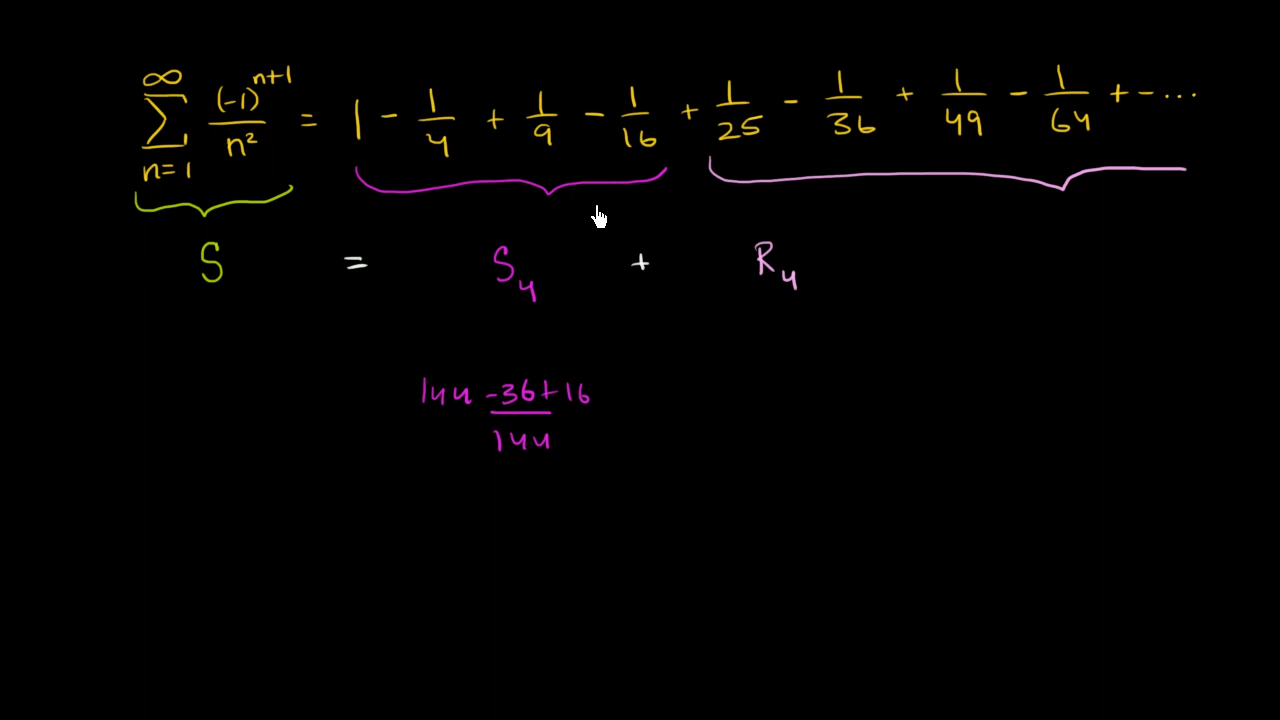 ∞
∑ (-1)^{n+1}/n² = 1 - 1/4 + 1/9 - 1/16 + 1/25 - 1/36 + 1/49 - 1/64 + - ...
n=1
S = S₄ + R₄
144 - 36 + 16
144